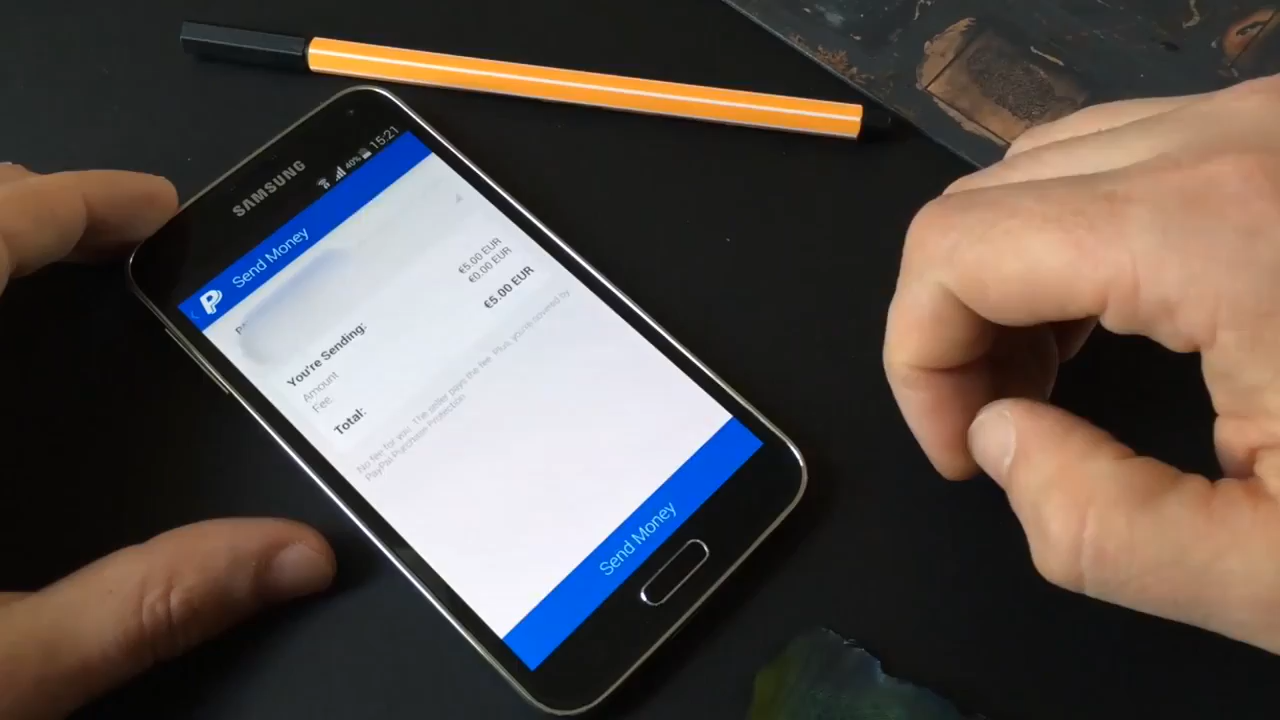 SAMSUNG
40% 15:21
Send Money
You're Sending:
Amount €5.00 EUR
Fee: €0.00 EUR
Total: €5.00 EUR
No fee for you. The seller pays the fee. Plus, you're covered by
PayPal Purchase Protection
Send Money